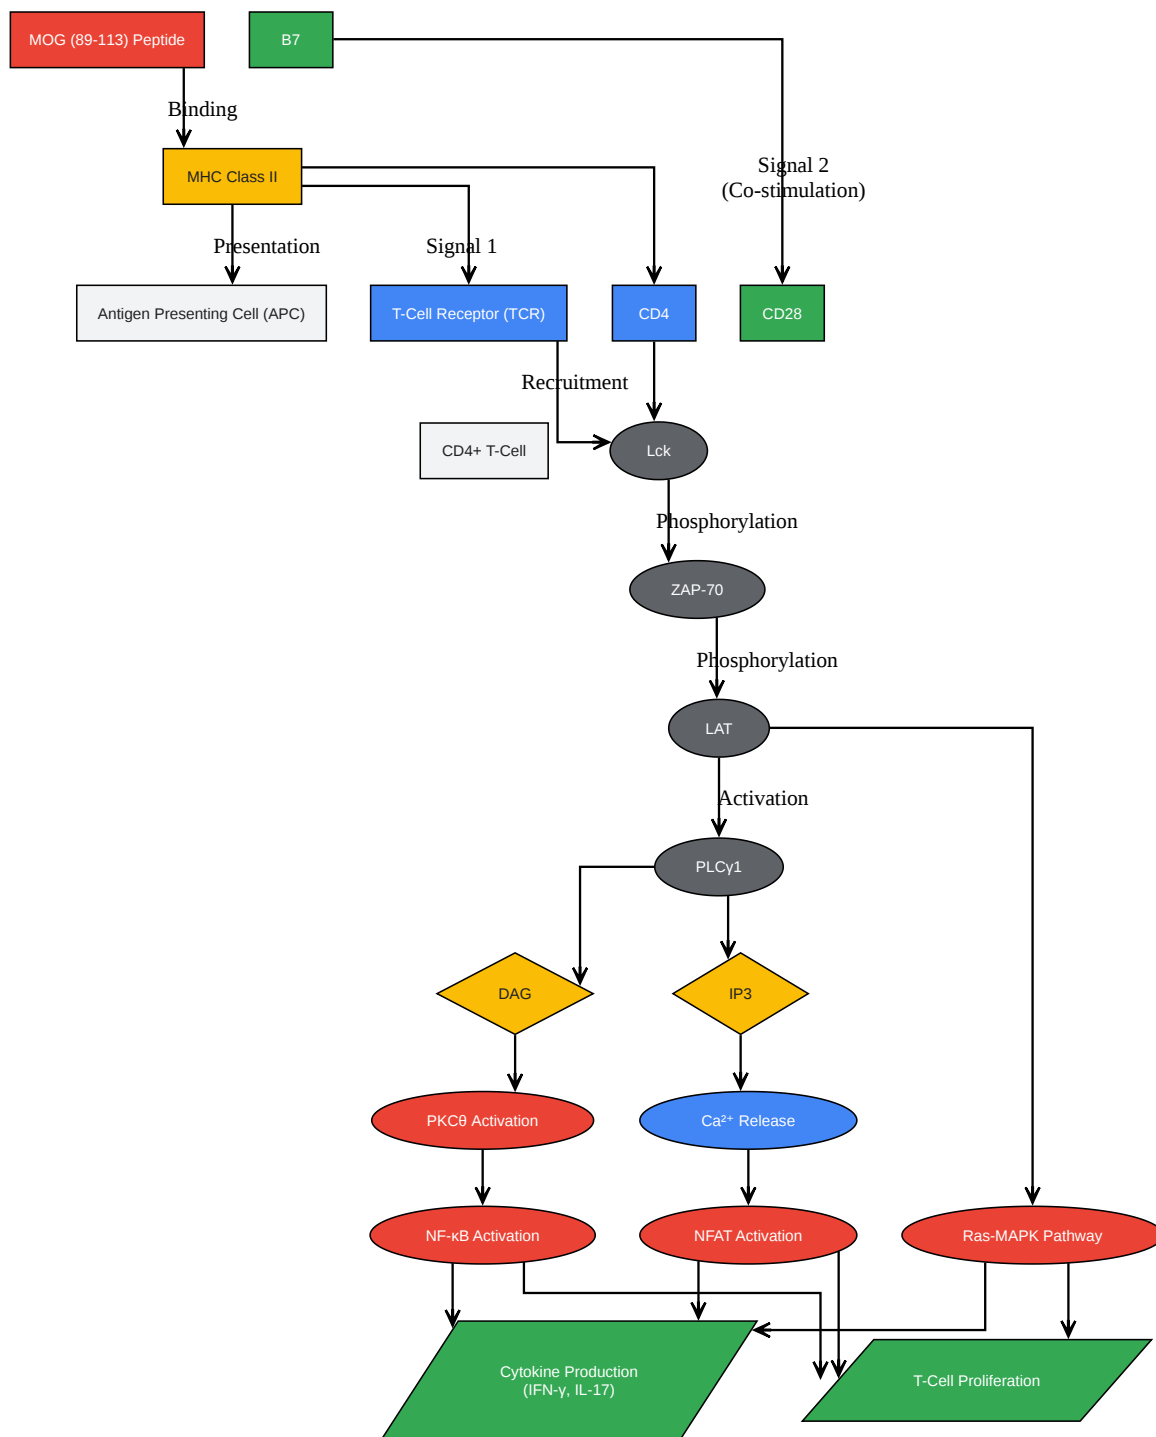 MOG (89-113) Peptide
B7
Binding
MHC Class II
Signal 2
(Co-stimulation)
Presentation
Signal 1
Antigen Presenting Cell (APC)
T-Cell Receptor (TCR)
CD4
CD28
Recruitment
CD4+ T-Cell
Lck
Phosphorylation
ZAP-70
Phosphorylation
LAT
Activation
PLCγ1
DAG
IP3
PKCθ Activation
Ca²⁺ Release
NF-κB Activation
NFAT Activation
Ras-MAPK Pathway
Cytokine Production
(IFN-γ, IL-17)
T-Cell Proliferation